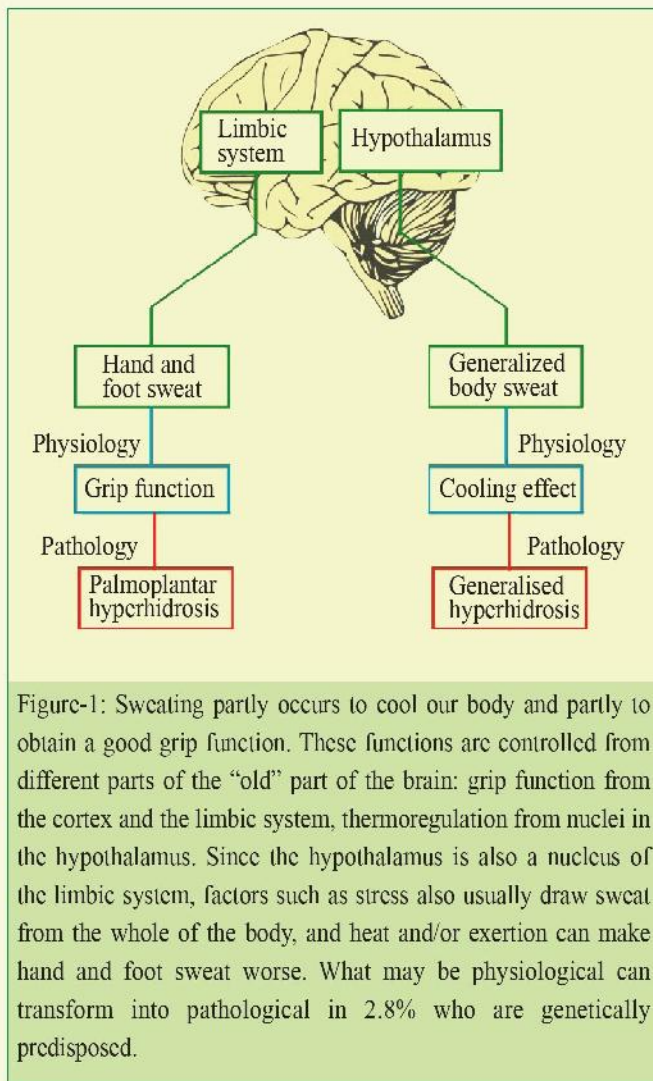 Limbic
system
Hypothalamus
Hand and
foot sweat
Generalized
body sweat
Physiology
Physiology
Grip function
Cooling effect
Pathology
Pathology
Palmoplantar
hyperhidrosis
Generalised
hyperhidrosis
Figure-1: Sweating partly occurs to cool our body and partly to
obtain a good grip function. These functions are controlled from
different parts of the “old” part of the brain: grip function from
the cortex and the limbic system, thermoregulation from nuclei in
the hypothalamus. Since the hypothalamus is also a nucleus of
the limbic system, factors such as stress also usually draw sweat
from the whole of the body, and heat and/or exertion can make
hand and foot sweat worse. What may be physiological can
transform into pathological in 2.8% who are genetically
predisposed.